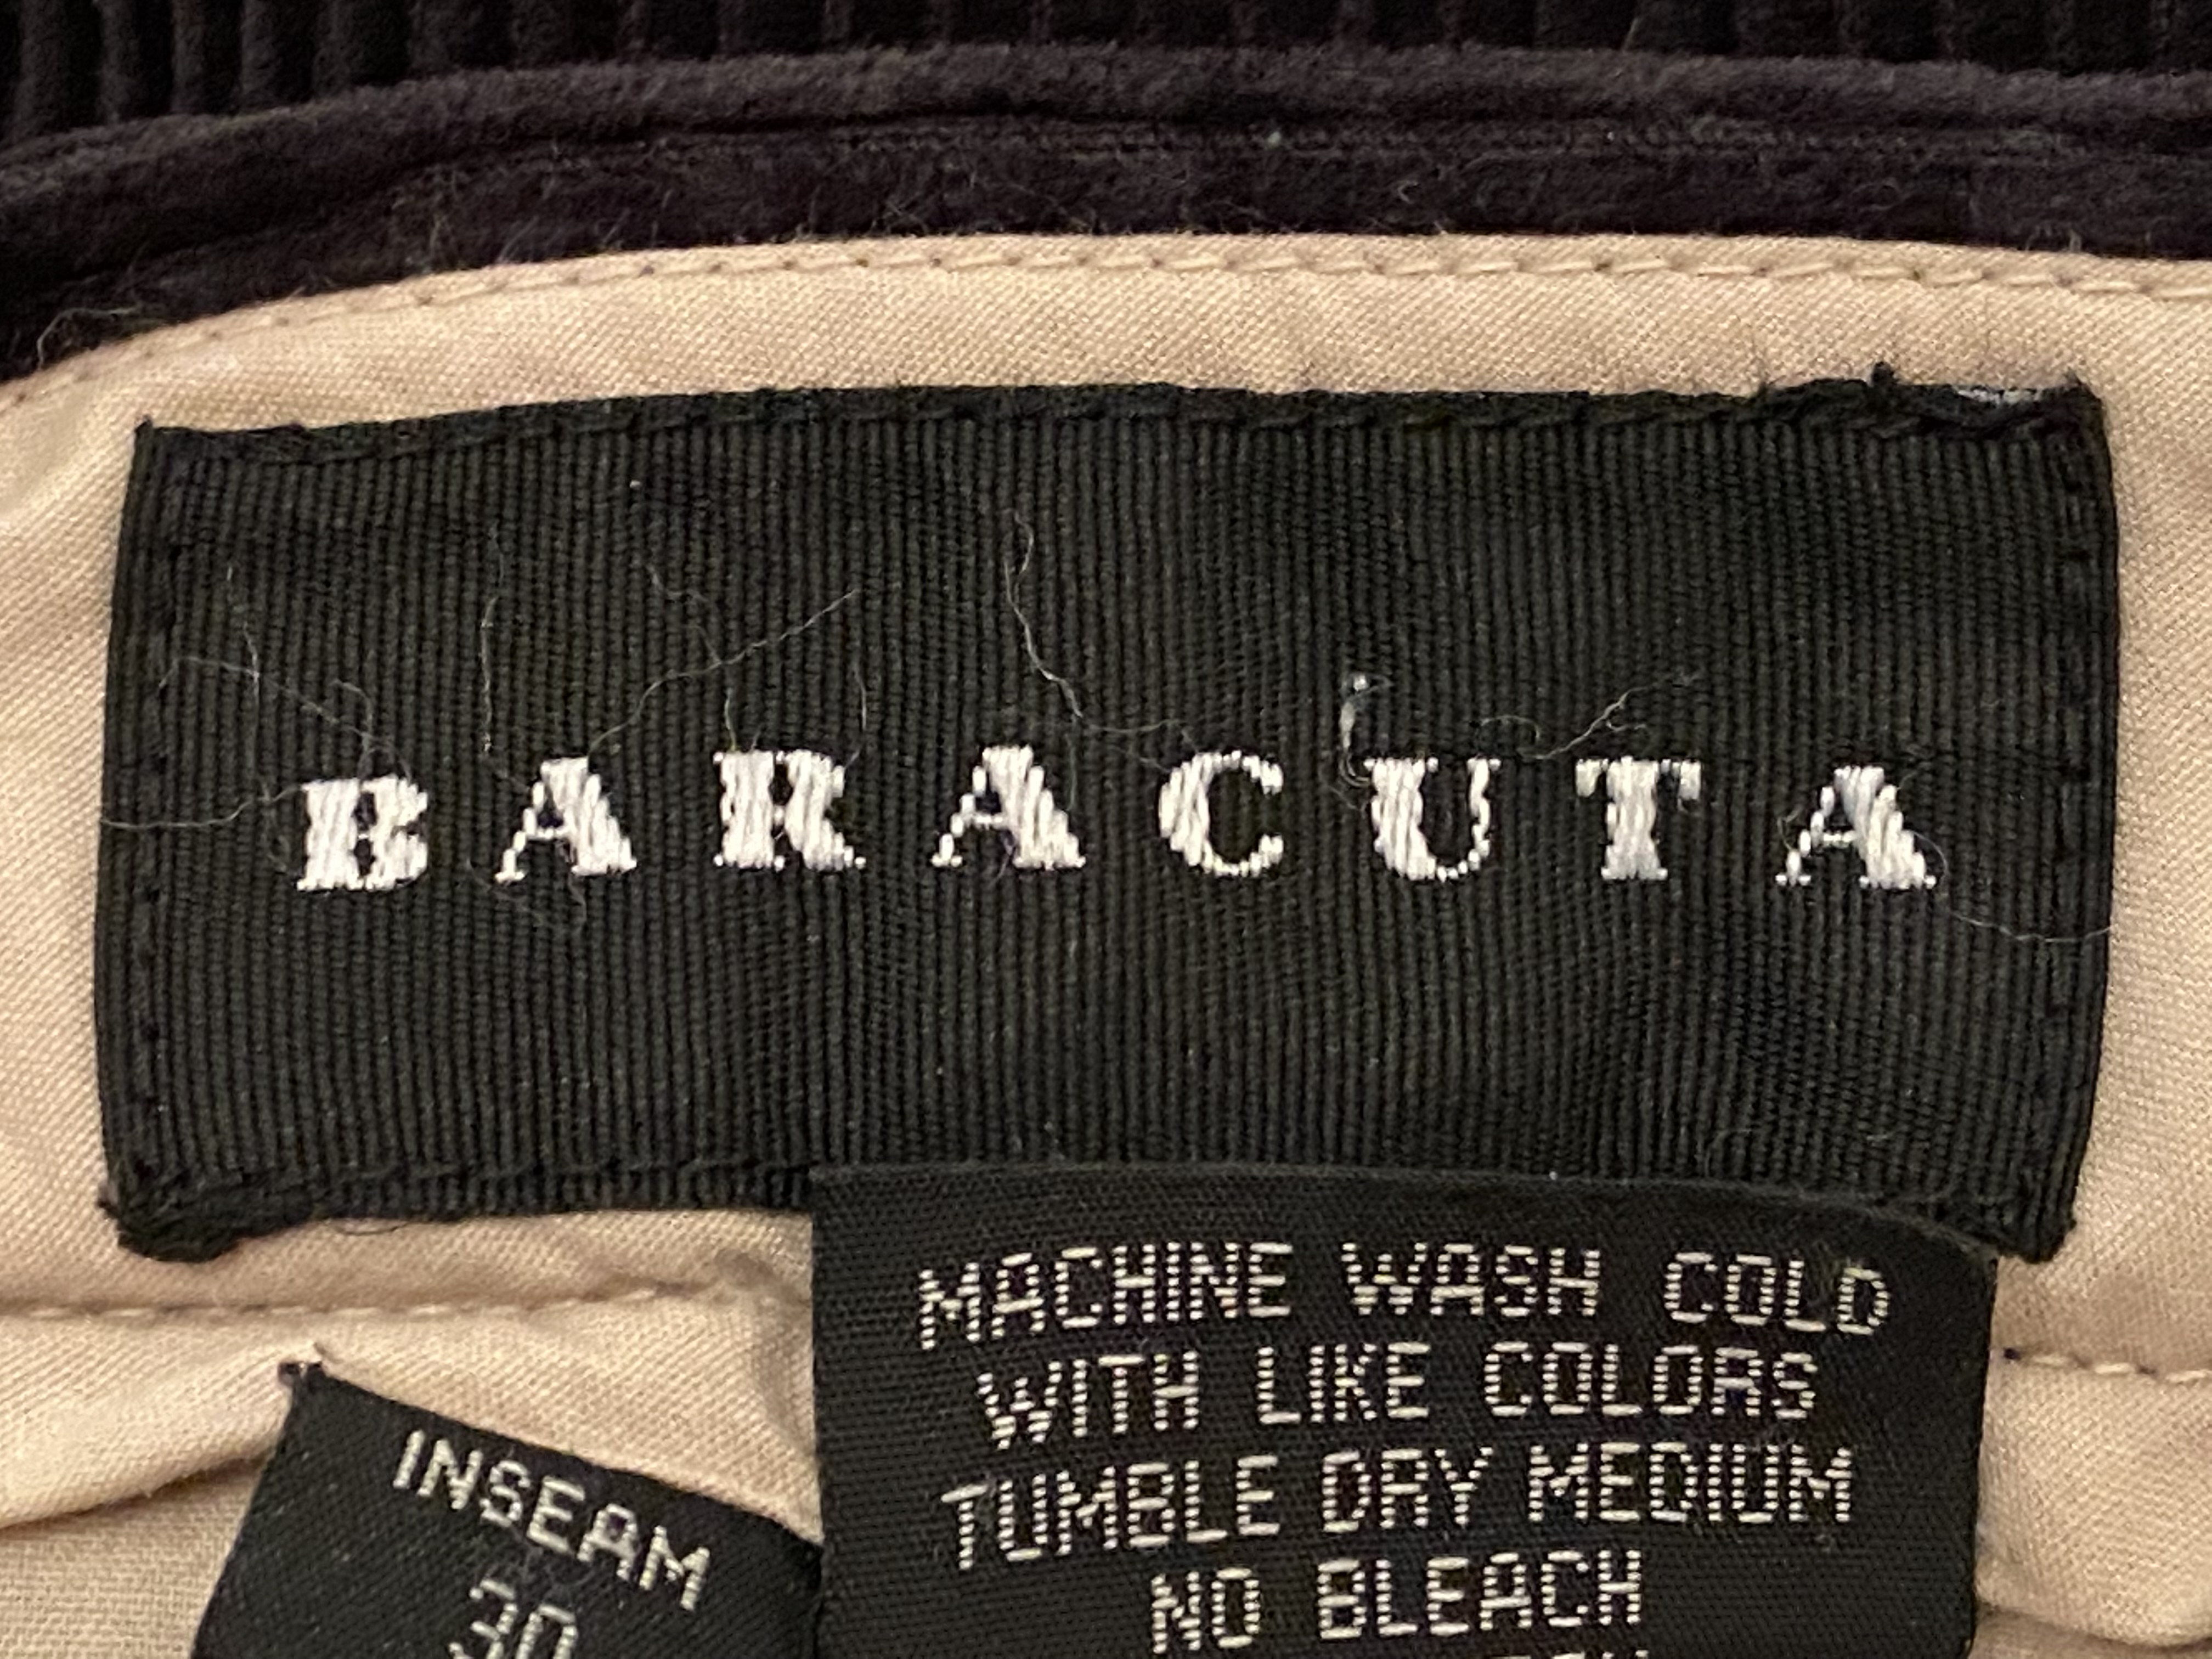 BARACUTA
MACHINE WASH COLD
WITH LIKE COLORS
TUMBLE DRY MEDIUM
NO BLEACH
INSEAM
30